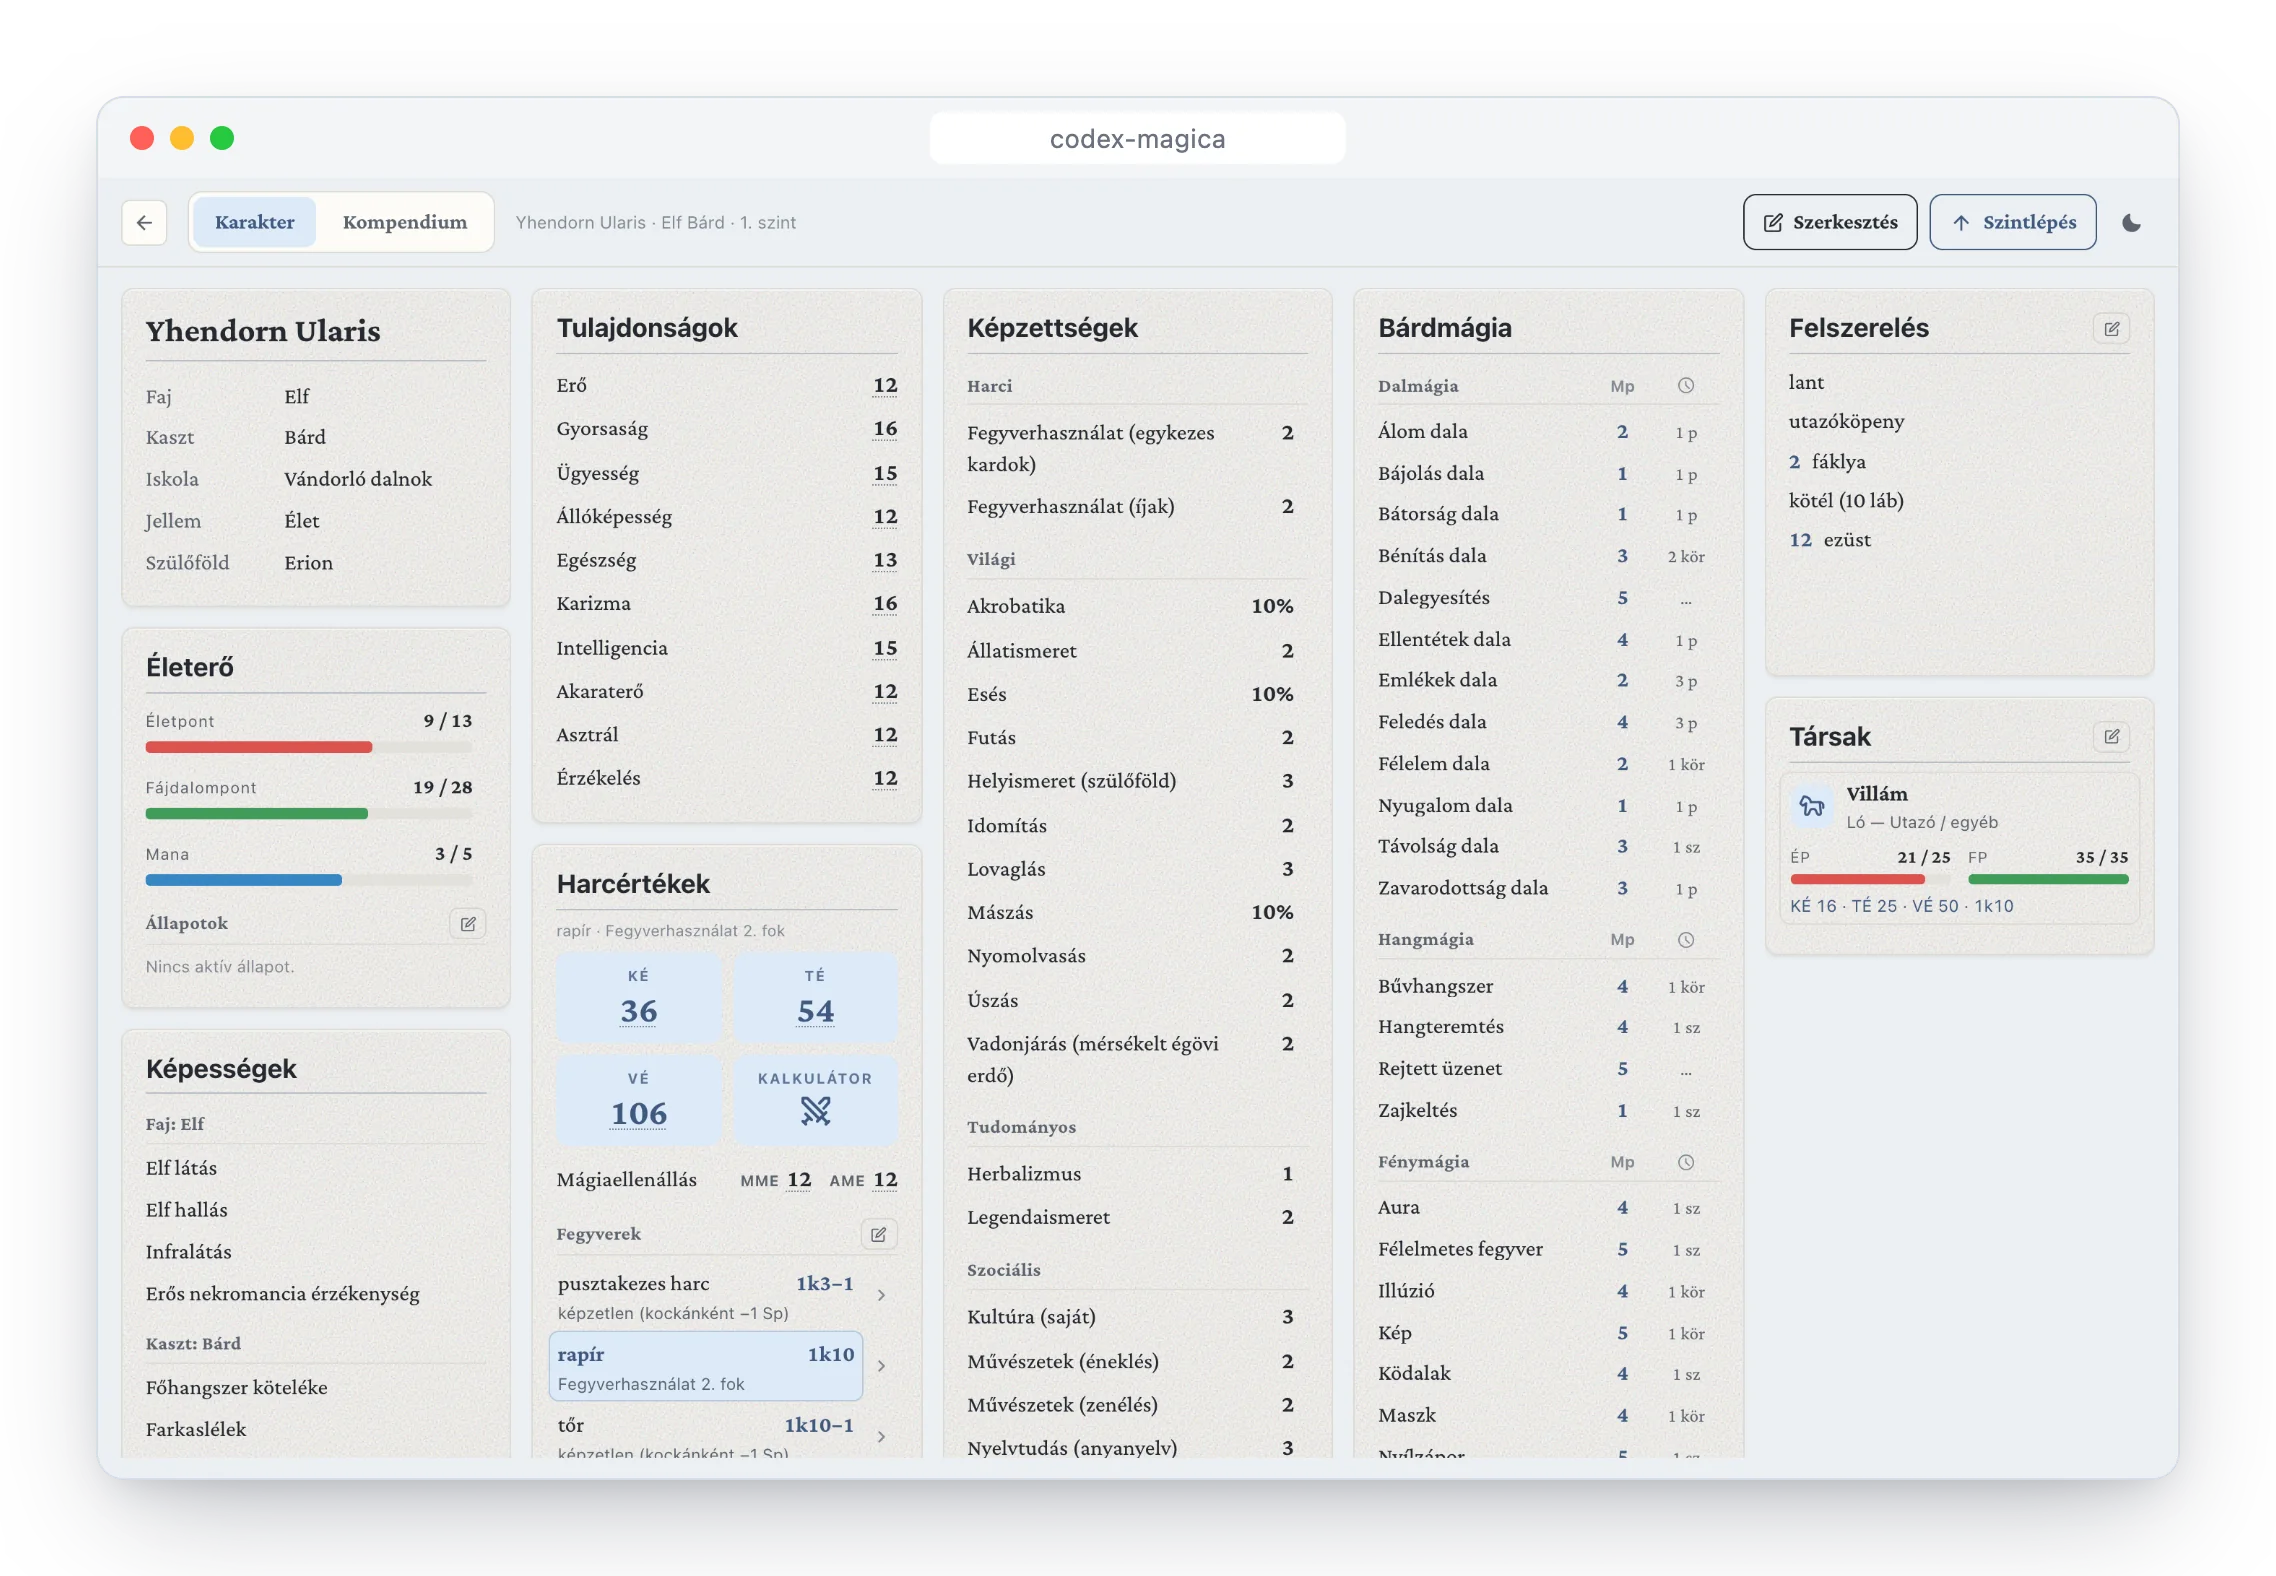 codex-magica
Karakter
Kompendium
Yhendorn Ularis · Elf Bárd · 1. szint
Szerkesztés
Szintlépés
Yhendorn Ularis
Faj Elf
Kaszt Bárd
Iskola Vándorló dalnok
Jellem Élet
Szülőföld Erion
Életerő
Életpont 9 / 13
Fájdalompont 19 / 28
Mana 3 / 5
Állapotok
Nincs aktív állapot.
Képességek
Faj: Elf
Elf látás
Elf hallás
Infralátás
Erős nekromancia érzékenység
Kaszt: Bárd
Főhangszer köteléke
Farkaslélek
Tulajdonságok
Erő 12
Gyorsaság 16
Ügyesség 15
Állóképesség 12
Egészség 13
Karizma 16
Intelligencia 15
Akaraterő 12
Asztrál 12
Érzékelés 12
Harcértékek
rapír · Fegyverhasználat 2. fok
KÉ
36
TÉ
54
VÉ
106
KALKULÁTOR
Mágiaellenállás MME 12 AME 12
Fegyverek
pusztakezes harc 1k3–1
képzetlen (kockánként –1 Sp)
rapír 1k10
Fegyverhasználat 2. fok
tőr 1k10–1
képzetlen (kockánként –1 Sp)
Képzettségek
Harci
Fegyverhasználat (egykezes 2
kardok)
Fegyverhasználat (íjak) 2
Világi
Akrobatika 10%
Állatismeret 2
Esés 10%
Futás 2
Helyismeret (szülőföld) 3
Idomítás 2
Lovaglás 3
Mászás 10%
Nyomolvasás 2
Úszás 2
Vadonjárás (mérsékelt égövi 2
erdő)
Tudományos
Herbalizmus 1
Legendaismeret 2
Szociális
Kultúra (saját) 3
Művészetek (éneklés) 2
Művészetek (zenélés) 2
Nyelvtudás (anyanyelv) 3
Bárdmágia
Dalmágia Mp
Álom dala 2 1 p
Bájolás dala 1 1 p
Bátorság dala 1 1 p
Bénítás dala 3 2 kör
Dalegyesítés 5 ...
Ellentétek dala 4 1 p
Emlékek dala 2 3 p
Feledés dala 4 3 p
Félelem dala 2 1 kör
Nyugalom dala 1 1 p
Távolság dala 3 1 sz
Zavarodottság dala 3 1 p
Hangmágia Mp
Bűvhangszer 4 1 kör
Hangteremtés 4 1 sz
Rejtett üzenet 5 ...
Zajkeltés 1 1 sz
Fénymágia Mp
Aura 4 1 sz
Félelmetes fegyver 5 1 sz
Illúzió 4 1 kör
Kép 5 1 kör
Ködalak 4 1 sz
Maszk 4 1 kör
Nyílzápor 5 1 sz
Felszerelés
lant
utazóköpeny
2 fáklya
kötél (10 láb)
12 ezüst
Társak
Villám
Ló — Utazó / egyéb
ÉP 21 / 25 FP 35 / 35
KÉ 16 · TÉ 25 · VÉ 50 · 1k10